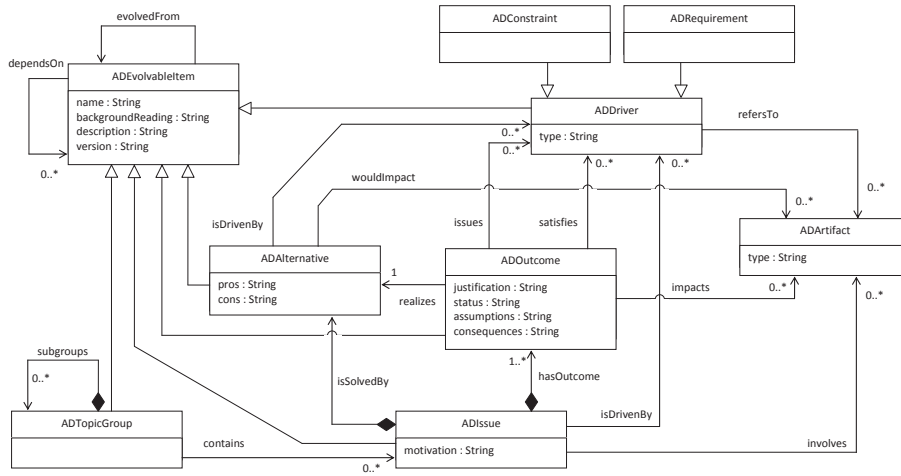 evolvedFrom
ADConstraint
ADRequirement
dependsOn
ADEvolvableItem
name : String
backgroundReading : String
description : String
version : String
0..*
ADDriver
type : String
0..*
0..*
0..*
0..*
refersTo
wouldImpact
isDrivenBy
issues
satisfies
0..*
0..*
ADArtifact
type : String
ADAlternative
pros : String
cons : String
1
realizes
ADOutcome
justification : String
status : String
assumptions : String
consequences : String
impacts
0..*
0..*
subgroups
0..*
isSolvedBy
1..*
hasOutcome
isDrivenBy
ADTopicGroup
contains
0..*
ADIssue
motivation : String
involves